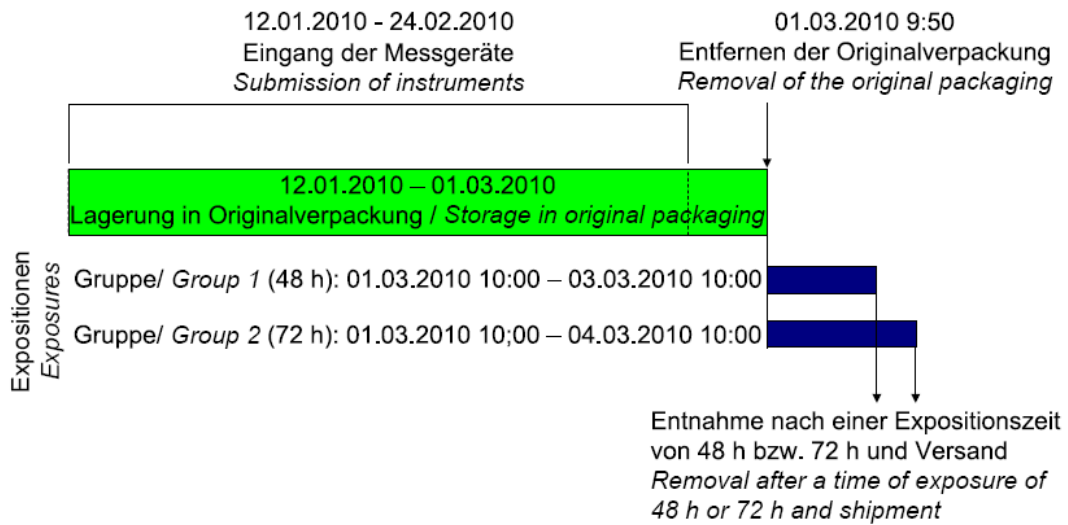 12.01.2010 - 24.02.2010
Eingang der Messgeräte
Submission of instruments
01.03.2010 9:50
Entfernen der Originalverpackung
Removal of the original packaging
12.01.2010 – 01.03.2010
Lagerung in Originalverpackung / Storage in original packaging
Expositionen
Exposures
Gruppe/ Group 1 (48 h): 01.03.2010 10:00 – 03.03.2010 10:00
Gruppe/ Group 2 (72 h): 01.03.2010 10;00 – 04.03.2010 10:00
Entnahme nach einer Expositionszeit
von 48 h bzw. 72 h und Versand
Removal after a time of exposure of
48 h or 72 h and shipment